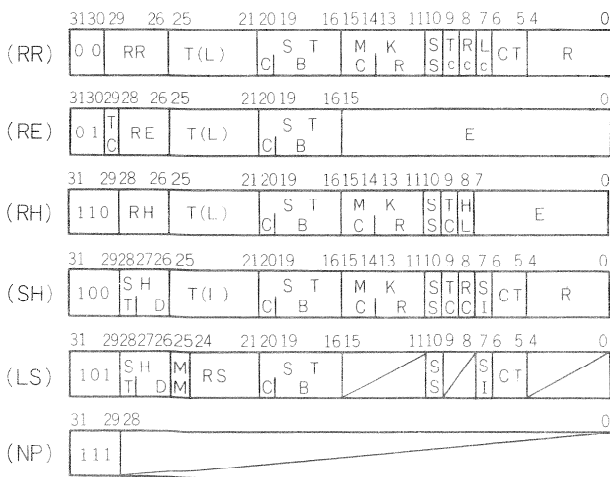 31 30 29 26 25 21 20 19 16 15 14 13 11 10 9 8 7 6 5 4 0
(RR) 0 0 RR T(L) S T M K S T R L CT R
C B C R S c c c
31 30 29 28 26 25 21 20 19 16 15 0
(RE) 0 1 T RE T(L) S T E
C C B
31 29 28 26 25 21 20 19 16 15 14 13 11 10 9 8 7 0
(RH) 110 RH T(L) S T M K S T H E
C B C R S C L
31 29 28 27 26 25 21 20 19 16 15 14 13 11 10 9 8 7 6 5 4 0
(SH) 100 S H T(I) S T M K S T R S CT R
T D C B C R S C C I
31 29 28 27 26 25 24 21 20 19 16 15 11 10 9 8 7 6 5 4 0
(LS) 101 S H M RS S T S S CT
T D M C B S I
31 29 28 0
(NP) 111